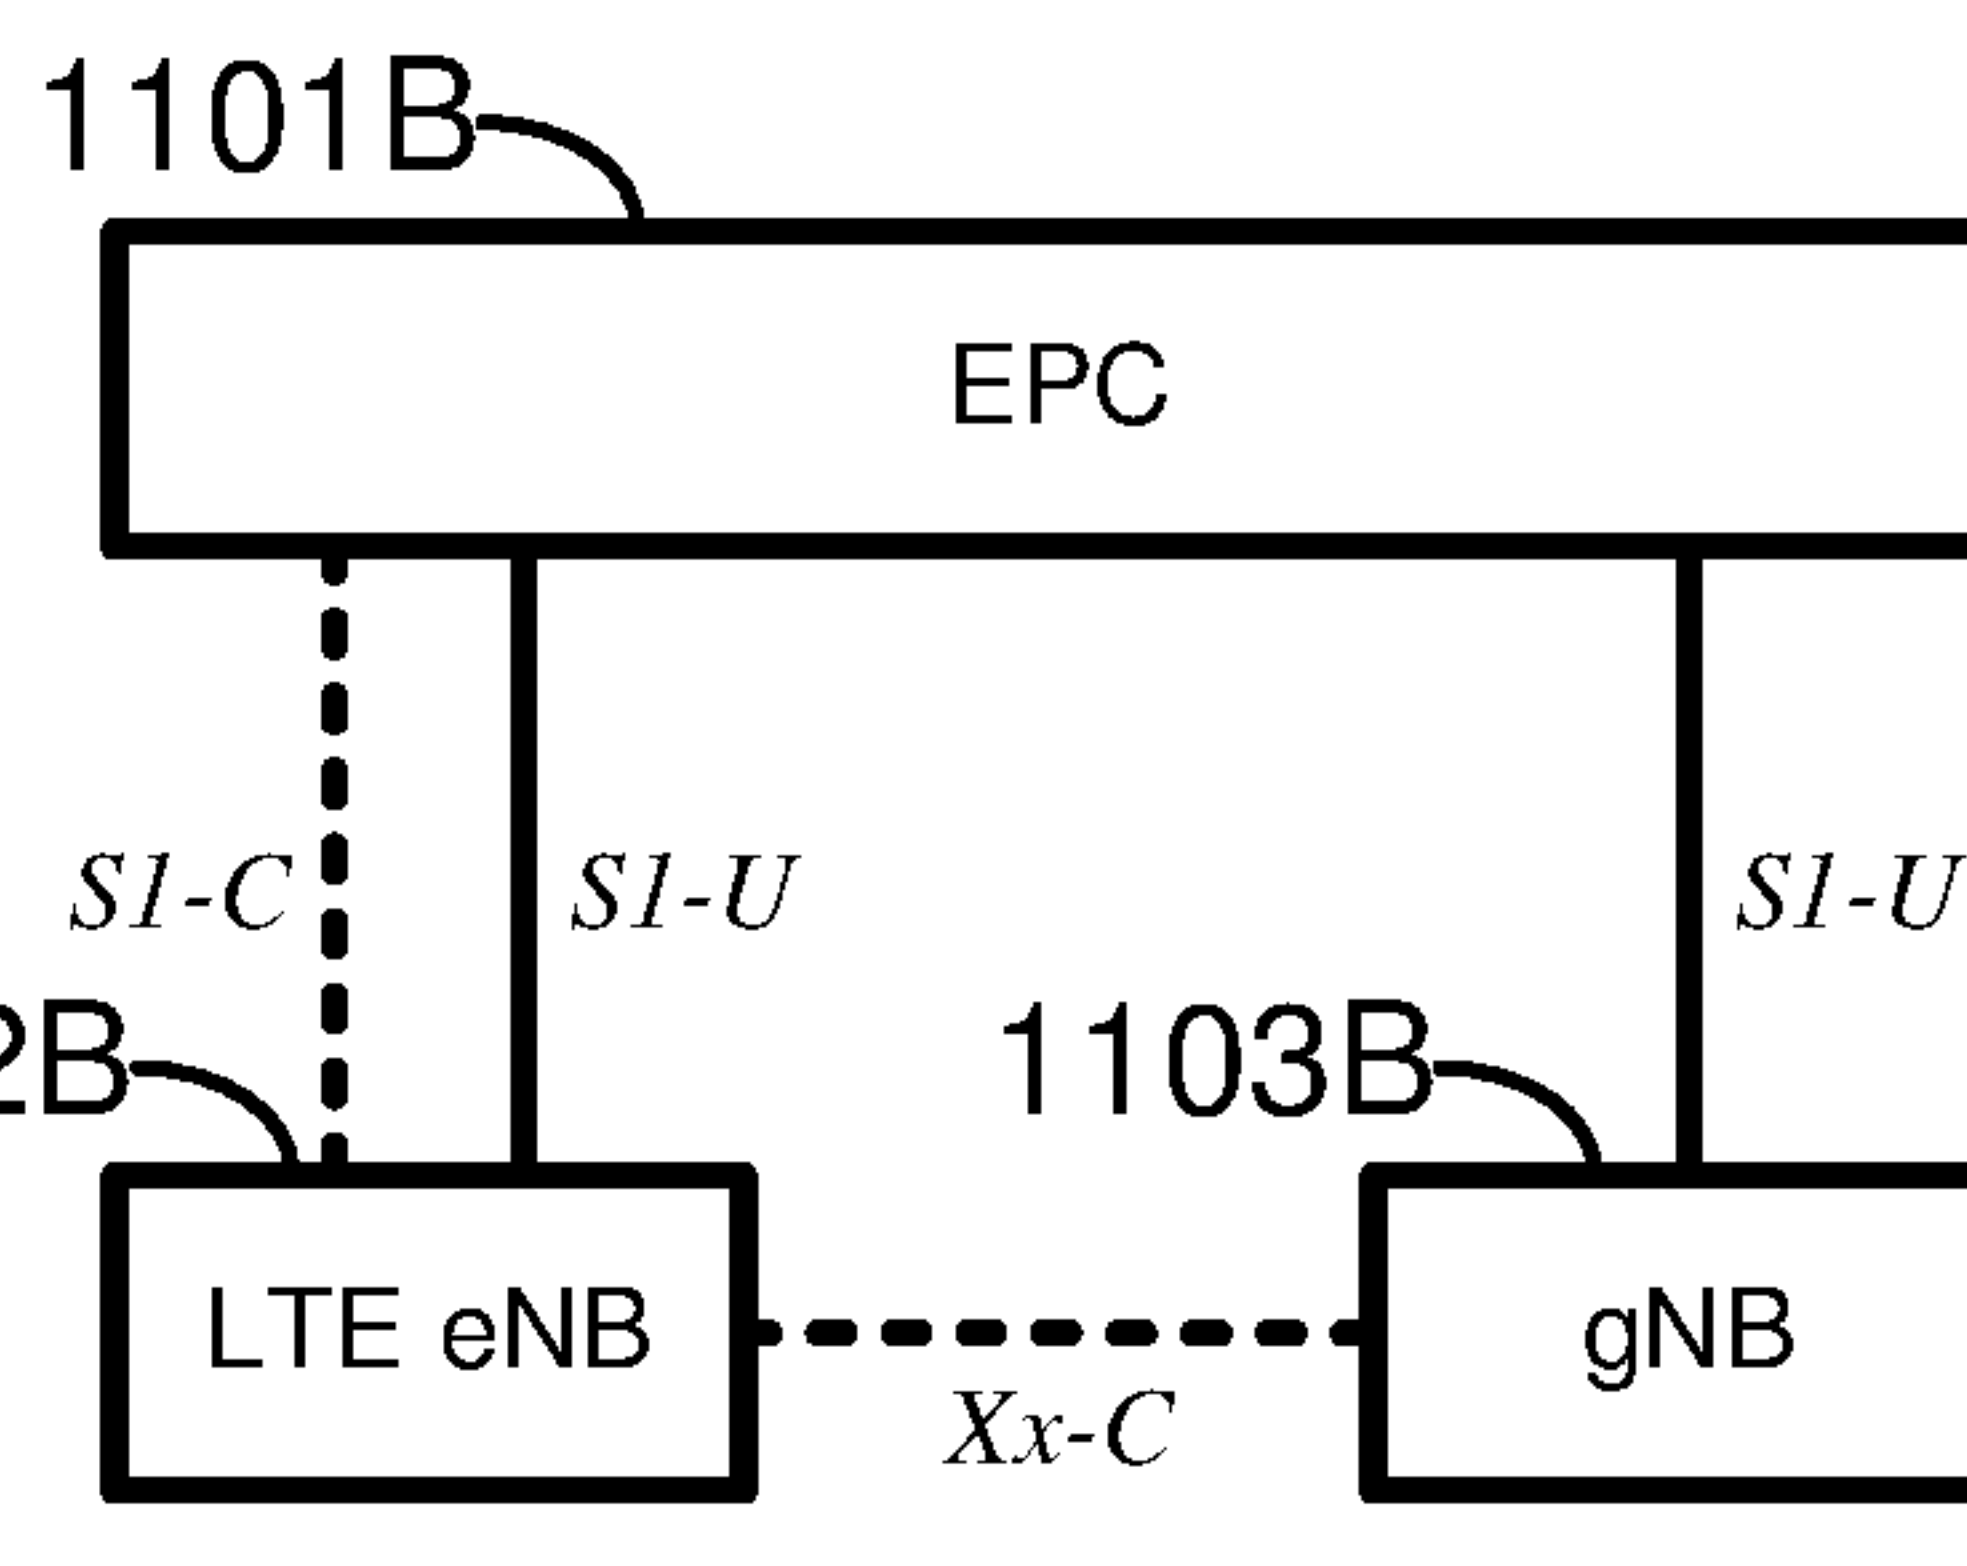 1101B
EPC
S1-C
S1-U
S1-U
2B
1103B
LTE eNB
gNB
Xx-C